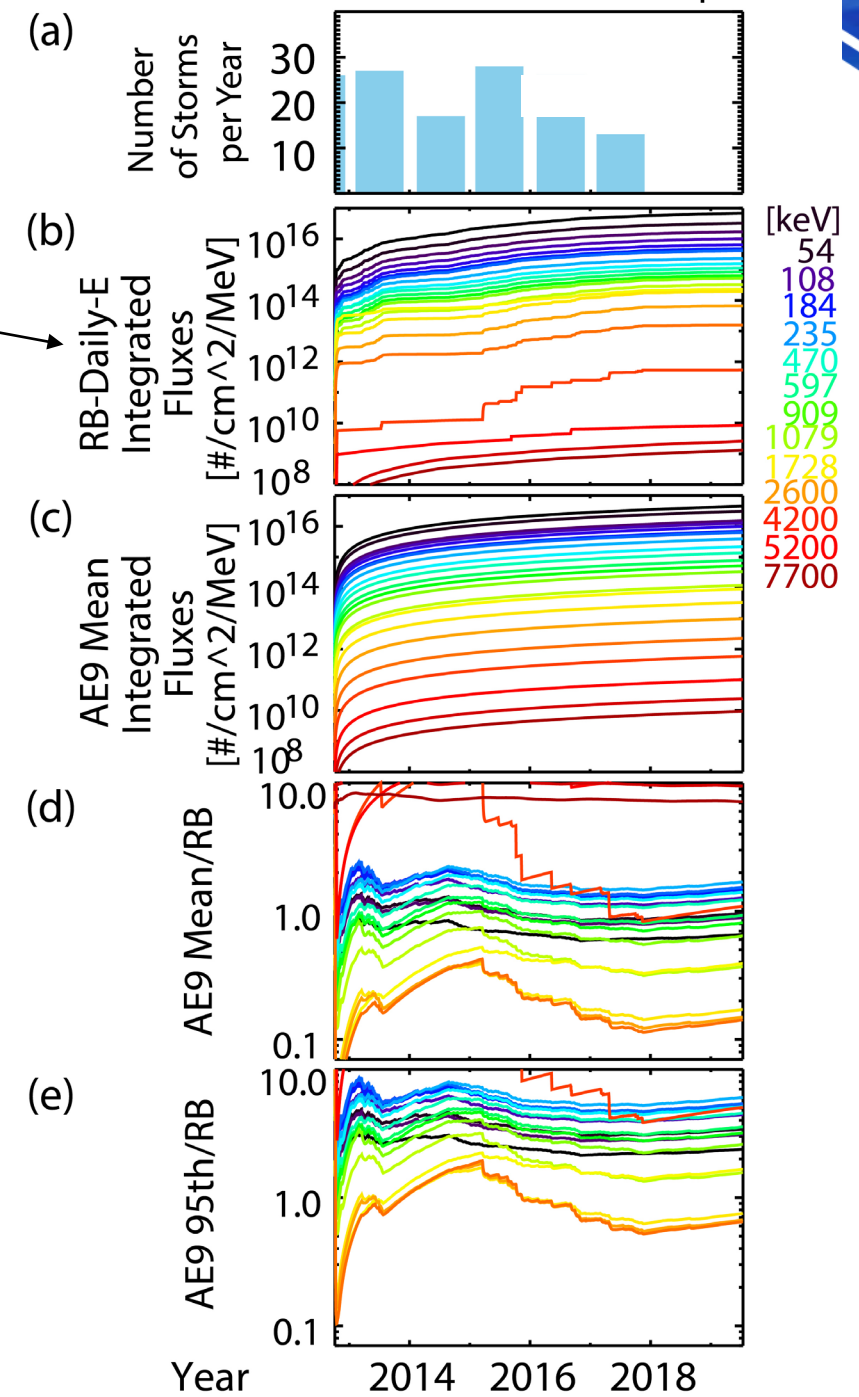 (a)
Number
of Storms
per Year
30
20
10
(b)
RB-Daily-E
Integrated
Fluxes
[#/cm^2/MeV]
10^16
10^14
10^12
10^10
10^8
[keV]
54
108
184
235
470
597
909
1079
1728
2600
4200
5200
7700
(c)
AE9 Mean
Integrated
Fluxes
[#/cm^2/MeV]
10^16
10^14
10^12
10^10
10^8
(d)
AE9 Mean/RB
10.0
1.0
0.1
(e)
AE9 95th/RB
10.0
1.0
0.1
Year 2014 2016 2018